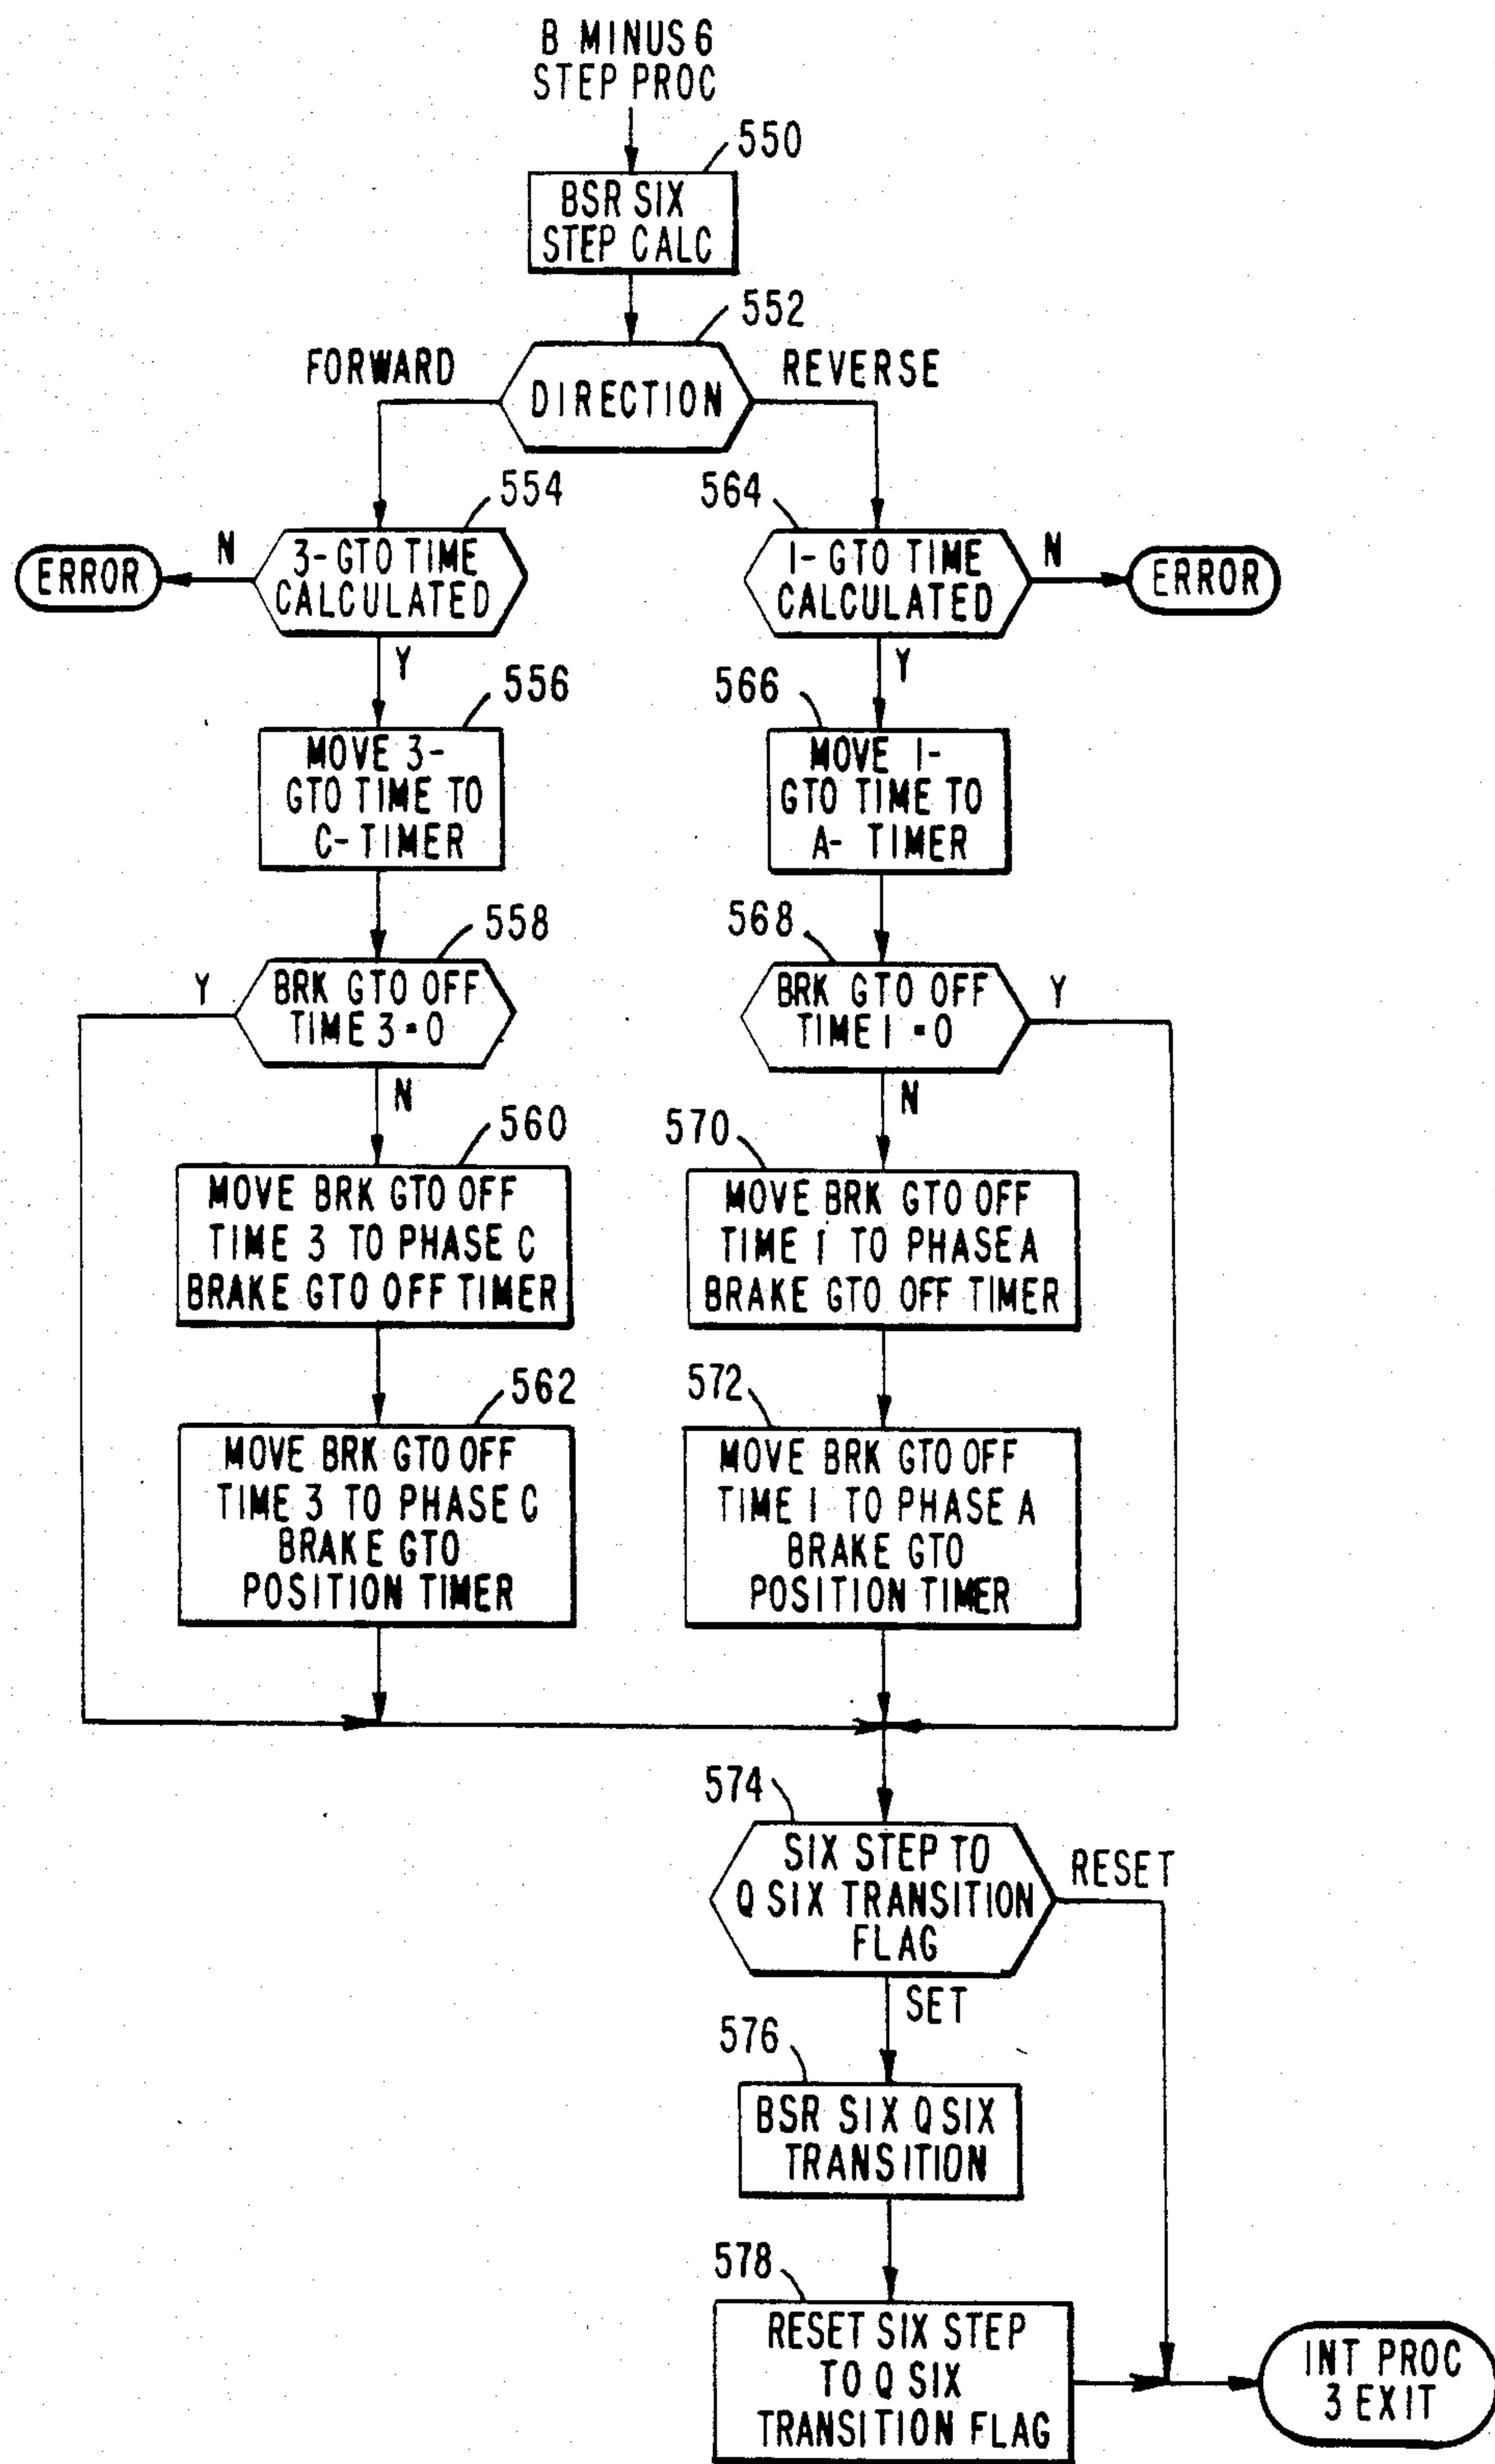 B MINUS 6
STEP PROC
550
BSR SIX
STEP CALC
552
FORWARD
DIRECTION
REVERSE
554
564
ERROR
N
3- GTO TIME
CALCULATED
Y
1- GTO TIME
CALCULATED
N
ERROR
Y
556
566
MOVE 3-
GTO TIME TO
C- TIMER
MOVE 1-
GTO TIME TO
A- TIMER
558
568
Y
BRK GTO OFF
TIME 3 = 0
N
BRK GTO OFF
TIME 1 = 0
Y
N
560
570
MOVE BRK GTO OFF
TIME 3 TO PHASE C
BRAKE GTO OFF TIMER
MOVE BRK GTO OFF
TIME 1 TO PHASE A
BRAKE GTO OFF TIMER
562
572
MOVE BRK GTO OFF
TIME 3 TO PHASE C
BRAKE GTO
POSITION TIMER
MOVE BRK GTO OFF
TIME 1 TO PHASE A
BRAKE GTO
POSITION TIMER
574
SIX STEP TO
Q SIX TRANSITION
FLAG
RESET
SET
576
BSR SIX Q SIX
TRANSITION
578
RESET SIX STEP
TO Q SIX
TRANSITION FLAG
INT PROC
3 EXIT